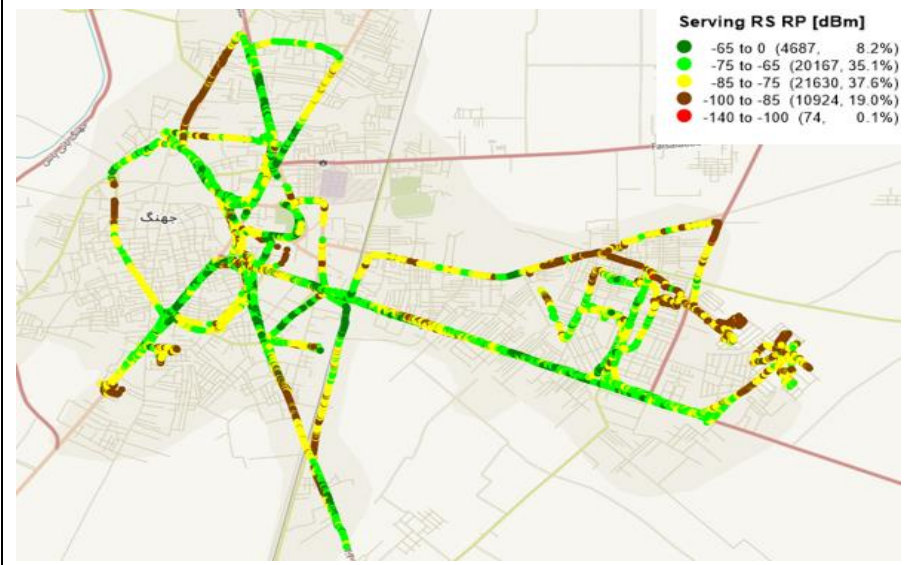 Serving RS RP [dBm]
-65 to 0 (4687, 8.2%)
-75 to -65 (20167, 35.1%)
-85 to -75 (21630, 37.6%)
-100 to -85 (10924, 19.0%)
-140 to -100 (74, 0.1%)
جھنگ